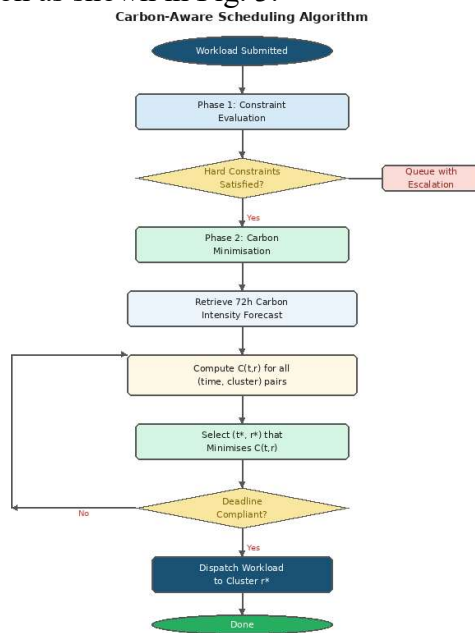 on as shown in Fig. 3.
Carbon-Aware Scheduling Algorithm
Workload Submitted
Phase 1: Constraint
Evaluation
Hard Constraints
Satisfied?
Queue with
Escalation
Yes
Phase 2: Carbon
Minimisation
Retrieve 72h Carbon
Intensity Forecast
Compute C(t,r) for all
(time, cluster) pairs
Select (t*, r*) that
Minimises C(t,r)
Deadline
Compliant?
No
Yes
Dispatch Workload
to Cluster r*
Done